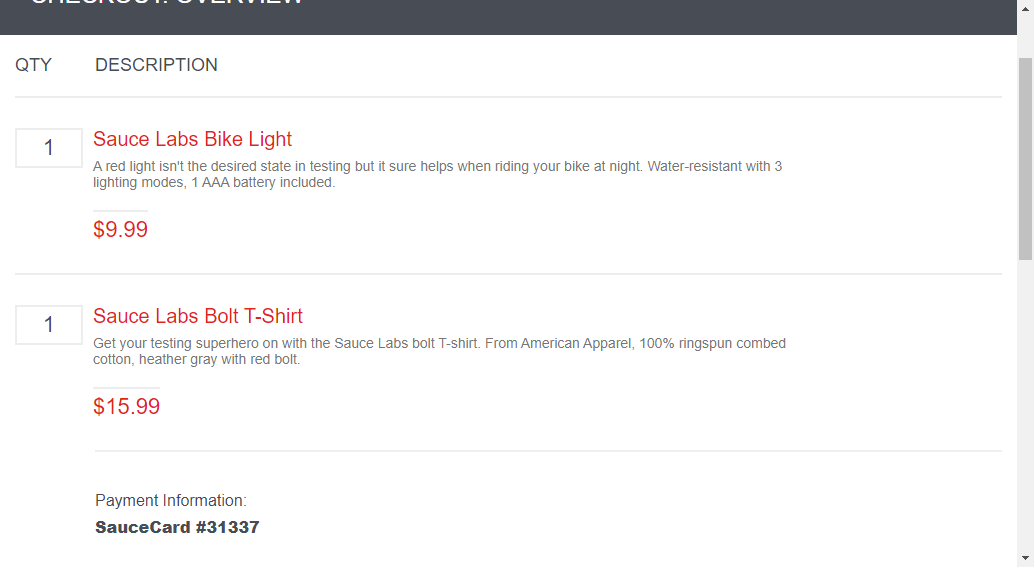 CHECKOUT: OVERVIEW
QTY DESCRIPTION
1 Sauce Labs Bike Light
A red light isn't the desired state in testing but it sure helps when riding your bike at night. Water-resistant with 3
lighting modes, 1 AAA battery included.
$9.99
1 Sauce Labs Bolt T-Shirt
Get your testing superhero on with the Sauce Labs bolt T-shirt. From American Apparel, 100% ringspun combed
cotton, heather gray with red bolt.
$15.99
Payment Information:
SauceCard #31337